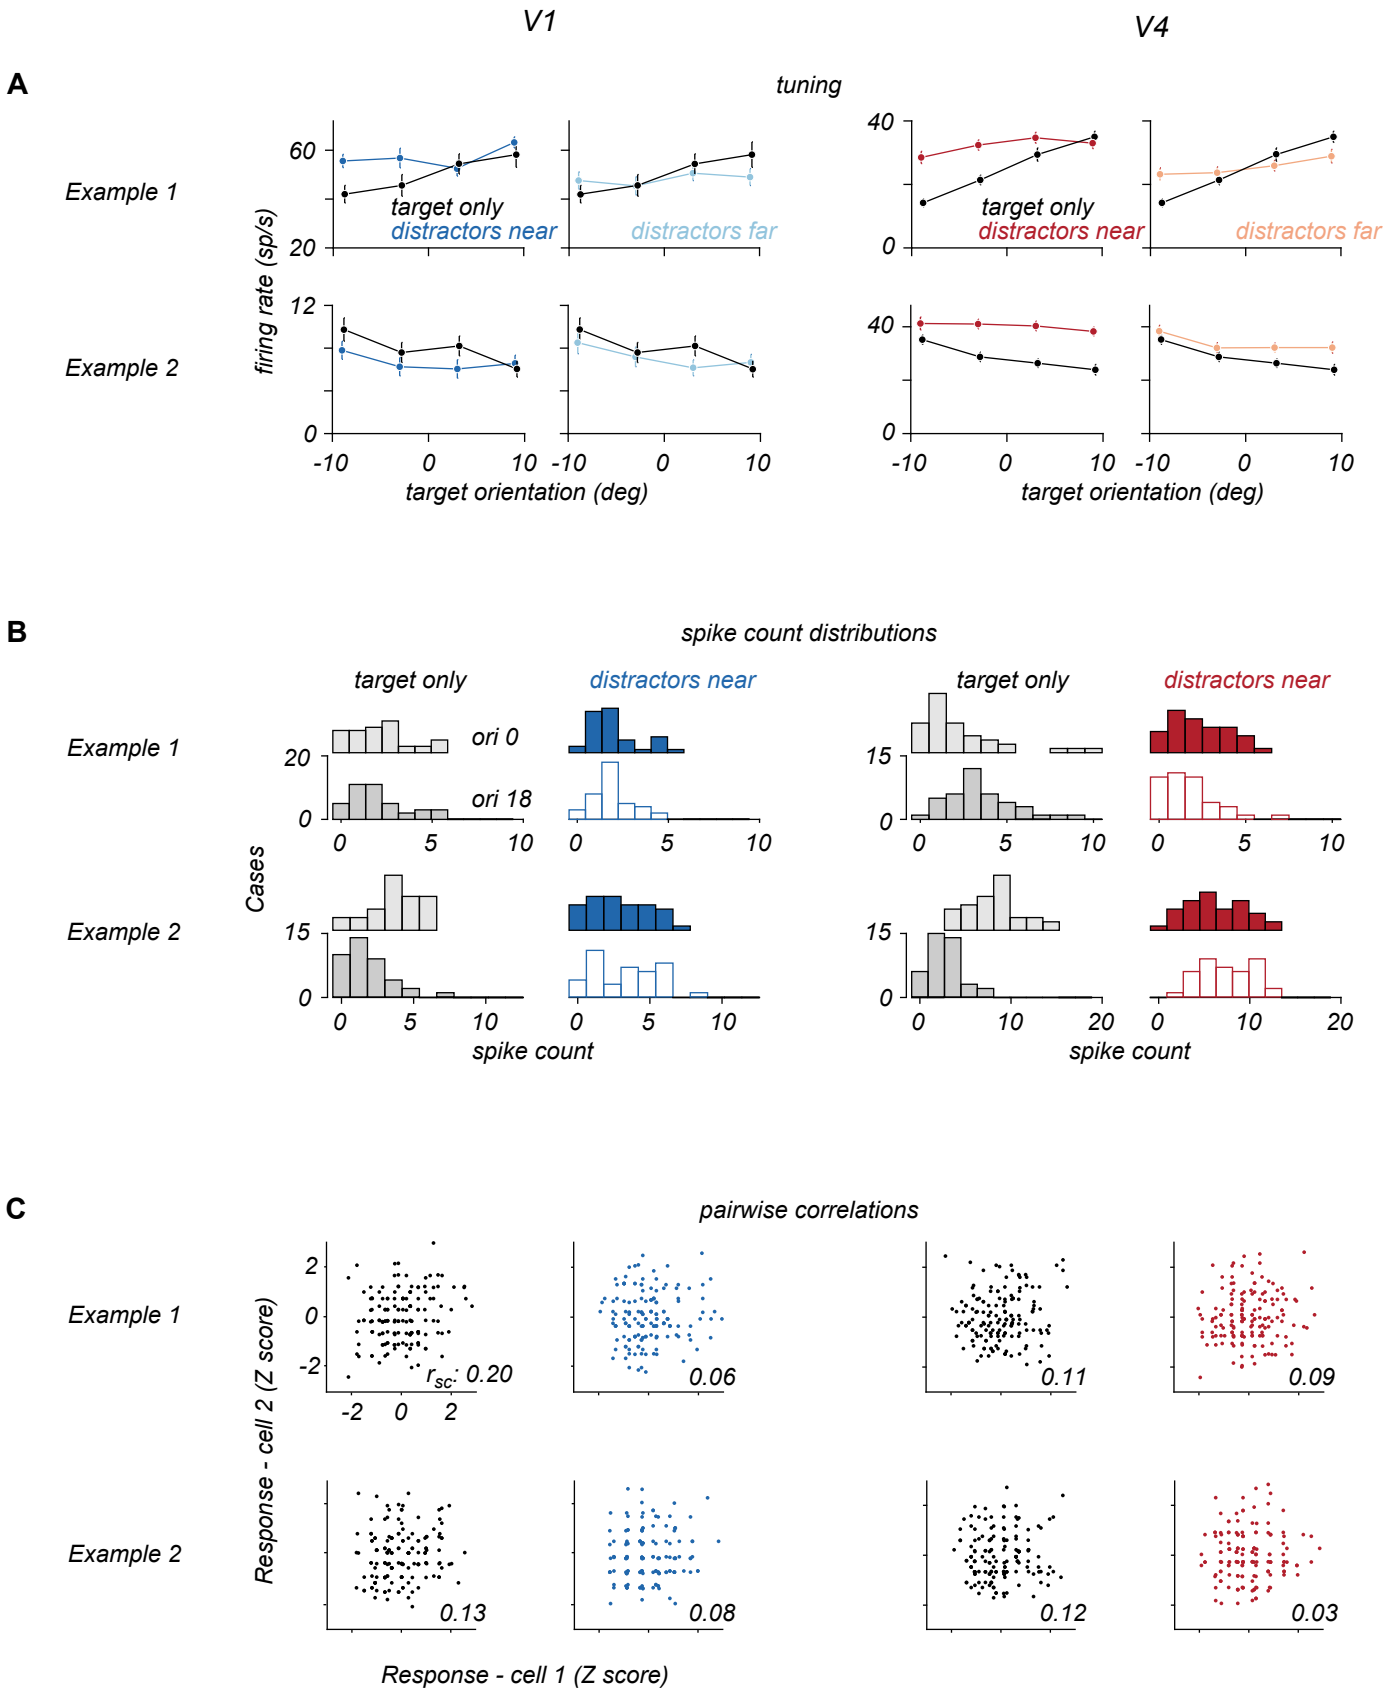 V1
V4
A
tuning
Example 1
firing rate (sp/s)
60
20
target only
distractors near
distractors far
40
0
target only
distractors near
distractors far
Example 2
12
0
40
0
-10 0 10
-10 0 10
-10 0 10
-10 0 10
target orientation (deg)
target orientation (deg)
B
spike count distributions
target only
distractors near
target only
distractors near
Example 1
ori 0
20
ori 18
0
15
0
0 5 10
0 5 10
0 5 10
0 5 10
Cases
Example 2
15
0
15
0
0 5 10
0 5 10
0 10 20
0 10 20
spike count
spike count
C
pairwise correlations
Example 1
Response - cell 2 (Z score)
2
0
-2
rsc: 0.20
0.06
0.11
0.09
-2 0 2
Example 2
0.13
0.08
0.12
0.03
Response - cell 1 (Z score)